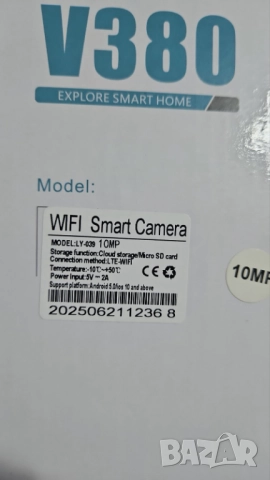 V380
EXPLORE SMART HOME
Model:
WIFI Smart Camera
MODEL:LY-039 10MP
Storage function:Cloud storage/Micro SD card
Connection method:LTE-WIFI
Temperature:-10℃~+50℃
Power Input:5V⎓2A
Support platform:Android 5.0/ios 10 and above
202506211236 8
10MP
bazar